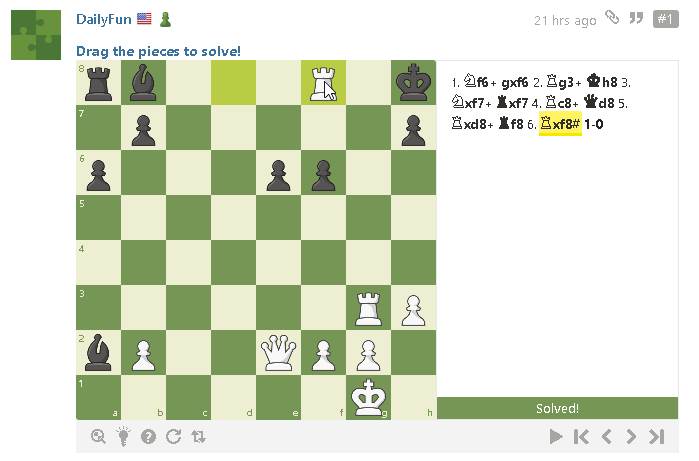 DailyFun
21 hrs ago
#1
Drag the pieces to solve!
8
7
6
5
4
3
2
1
a b c d e f g h
1. ♘f6+ gxf6 2. ♖g3+ ♚h8 3.
♘xf7+ ♜xf7 4. ♖c8+ ♛d8 5.
♖xd8+ ♜f8 6. ♖xf8# 1-0
Solved!